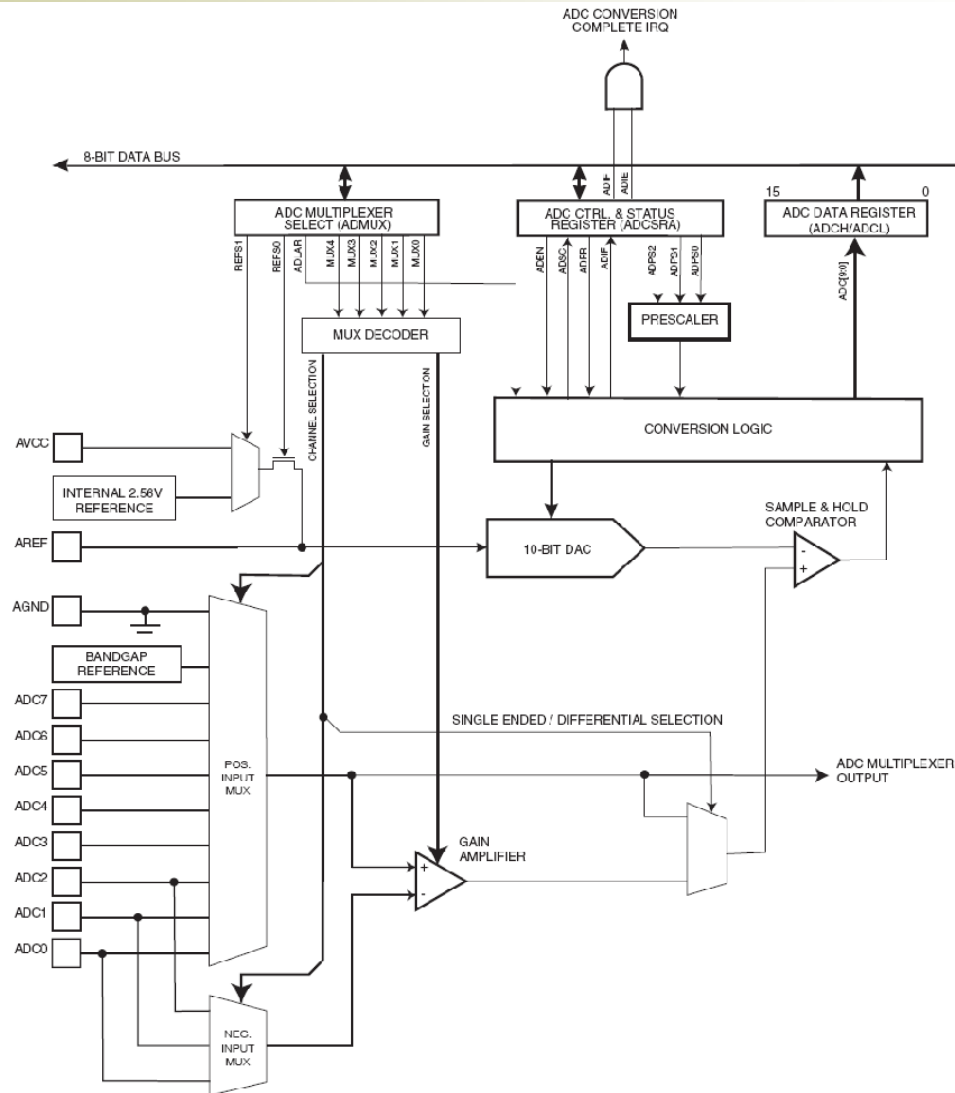 ADC CONVERSION
COMPLETE IRQ
8-BIT DATA BUS
ADIF
ADIE
15
0
ADC MULTIPLEXER
SELECT (ADMUX)
ADC CTRL. & STATUS
REGISTER (ADCSRA)
ADC DATA REGISTER
(ADCH/ADCL)
REFS1
REFS0
ADLAR
MUX4
MUX3
MUX2
MUX1
MUX0
ADEN
ADSC
ADFR
ADIF
ADPS2
ADPS1
ADPS0
ADC[9:0]
MUX DECODER
PRESCALER
CHANNEL SELECTION
GAIN SELECTION
CONVERSION LOGIC
AVCC
INTERNAL 2.56V
REFERENCE
SAMPLE & HOLD
COMPARATOR
AREF
10-BIT DAC
-
+
AGND
BANDGAP
REFERENCE
ADC7
SINGLE ENDED / DIFFERENTIAL SELECTION
ADC6
ADC5
POS.
INPUT
MUX
ADC MULTIPLEXER
OUTPUT
ADC4
ADC3
GAIN
AMPLIFIER
+
-
ADC2
ADC1
ADC0
NEG.
INPUT
MUX